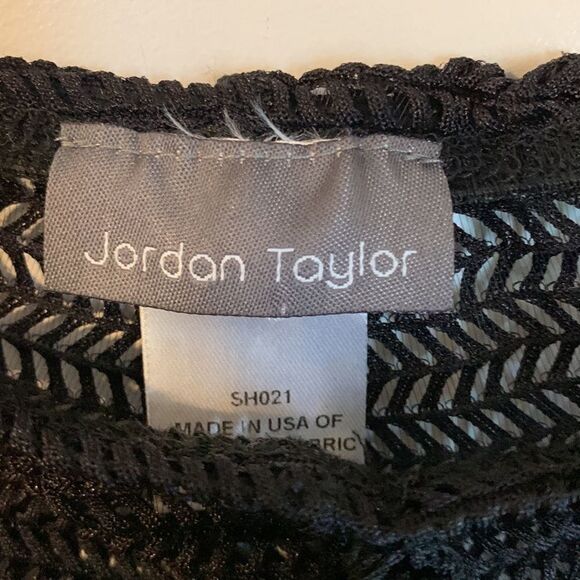 Jordan Taylor
SH021
MADE IN USA OF